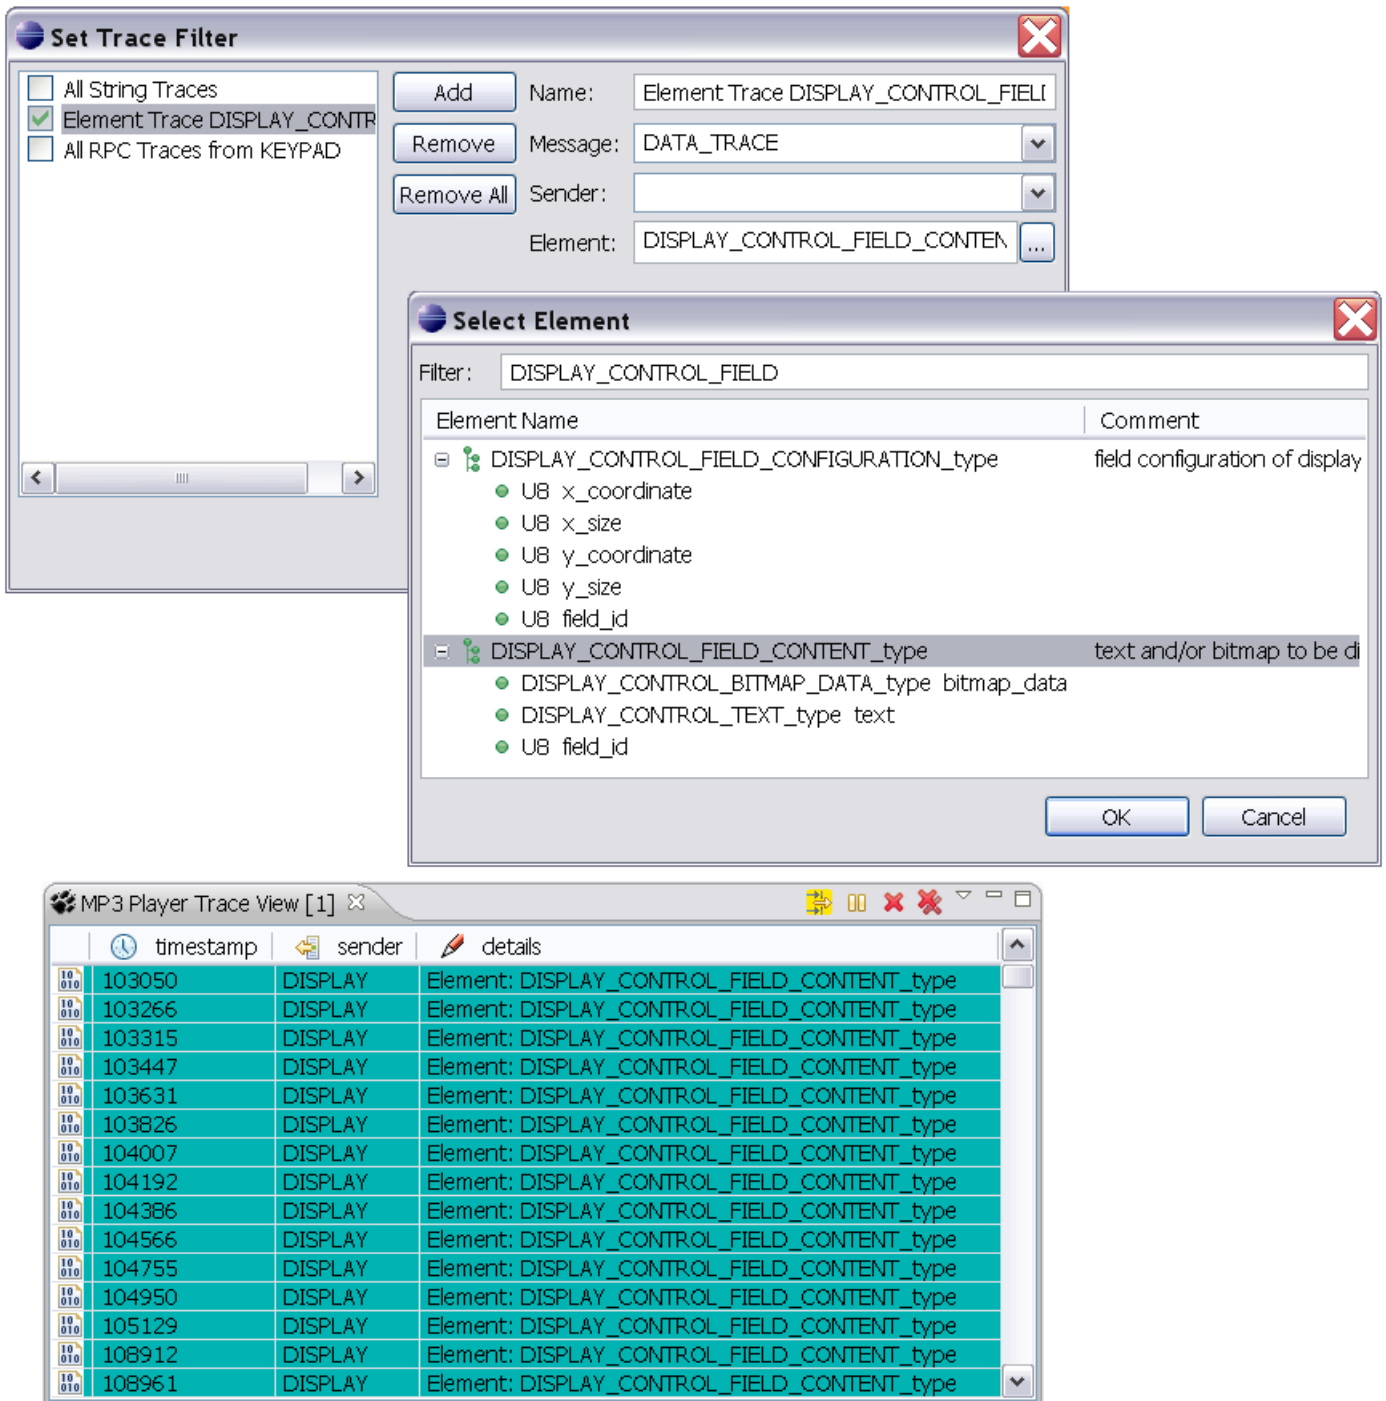 Set Trace Filter
All String Traces
Element Trace DISPLAY_CONTR
All RPC Traces from KEYPAD
Add
Remove
Remove All
Name: Element Trace DISPLAY_CONTROL_FIEL
Message: DATA_TRACE
Sender:
Element: DISPLAY_CONTROL_FIELD_CONTEN ...
Select Element
Filter: DISPLAY_CONTROL_FIELD
Element Name Comment
DISPLAY_CONTROL_FIELD_CONFIGURATION_type field configuration of display
U8 x_coordinate
U8 x_size
U8 y_coordinate
U8 y_size
U8 field_id
DISPLAY_CONTROL_FIELD_CONTENT_type text and/or bitmap to be di
DISPLAY_CONTROL_BITMAP_DATA_type bitmap_data
DISPLAY_CONTROL_TEXT_type text
U8 field_id
OK Cancel
MP3 Player Trace View [1]
timestamp sender details
103050 DISPLAY Element: DISPLAY_CONTROL_FIELD_CONTENT_type
103266 DISPLAY Element: DISPLAY_CONTROL_FIELD_CONTENT_type
103315 DISPLAY Element: DISPLAY_CONTROL_FIELD_CONTENT_type
103447 DISPLAY Element: DISPLAY_CONTROL_FIELD_CONTENT_type
103631 DISPLAY Element: DISPLAY_CONTROL_FIELD_CONTENT_type
103826 DISPLAY Element: DISPLAY_CONTROL_FIELD_CONTENT_type
104007 DISPLAY Element: DISPLAY_CONTROL_FIELD_CONTENT_type
104192 DISPLAY Element: DISPLAY_CONTROL_FIELD_CONTENT_type
104386 DISPLAY Element: DISPLAY_CONTROL_FIELD_CONTENT_type
104566 DISPLAY Element: DISPLAY_CONTROL_FIELD_CONTENT_type
104755 DISPLAY Element: DISPLAY_CONTROL_FIELD_CONTENT_type
104950 DISPLAY Element: DISPLAY_CONTROL_FIELD_CONTENT_type
105129 DISPLAY Element: DISPLAY_CONTROL_FIELD_CONTENT_type
108912 DISPLAY Element: DISPLAY_CONTROL_FIELD_CONTENT_type
108961 DISPLAY Element: DISPLAY_CONTROL_FIELD_CONTENT_type